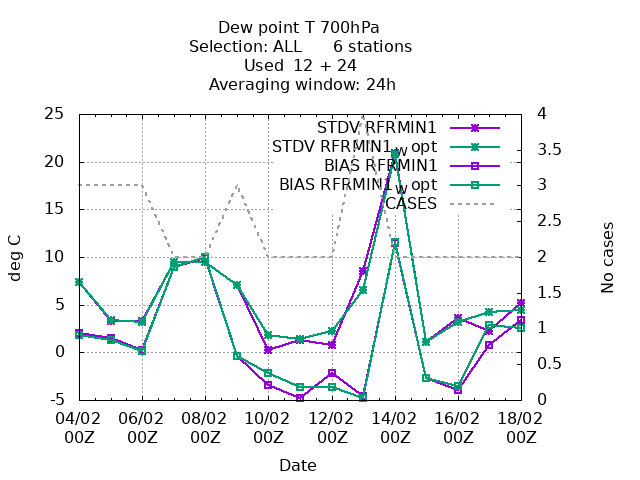 Dew point T 700hPa
Selection: ALL      6 stations
Used  12 + 24
Averaging window: 24h
STDV RFRMIN1
STDV RFRMIN1w opt
BIAS RFRMIN1
BIAS RFRMIN1w opt
CASES
25
20
15
10
5
0
-5
deg C
4
3.5
3
2.5
2
1.5
1
0.5
0
No cases
04/02 06/02 08/02 10/02 12/02 14/02 16/02 18/02
00Z 00Z 00Z 00Z 00Z 00Z 00Z 00Z
Date